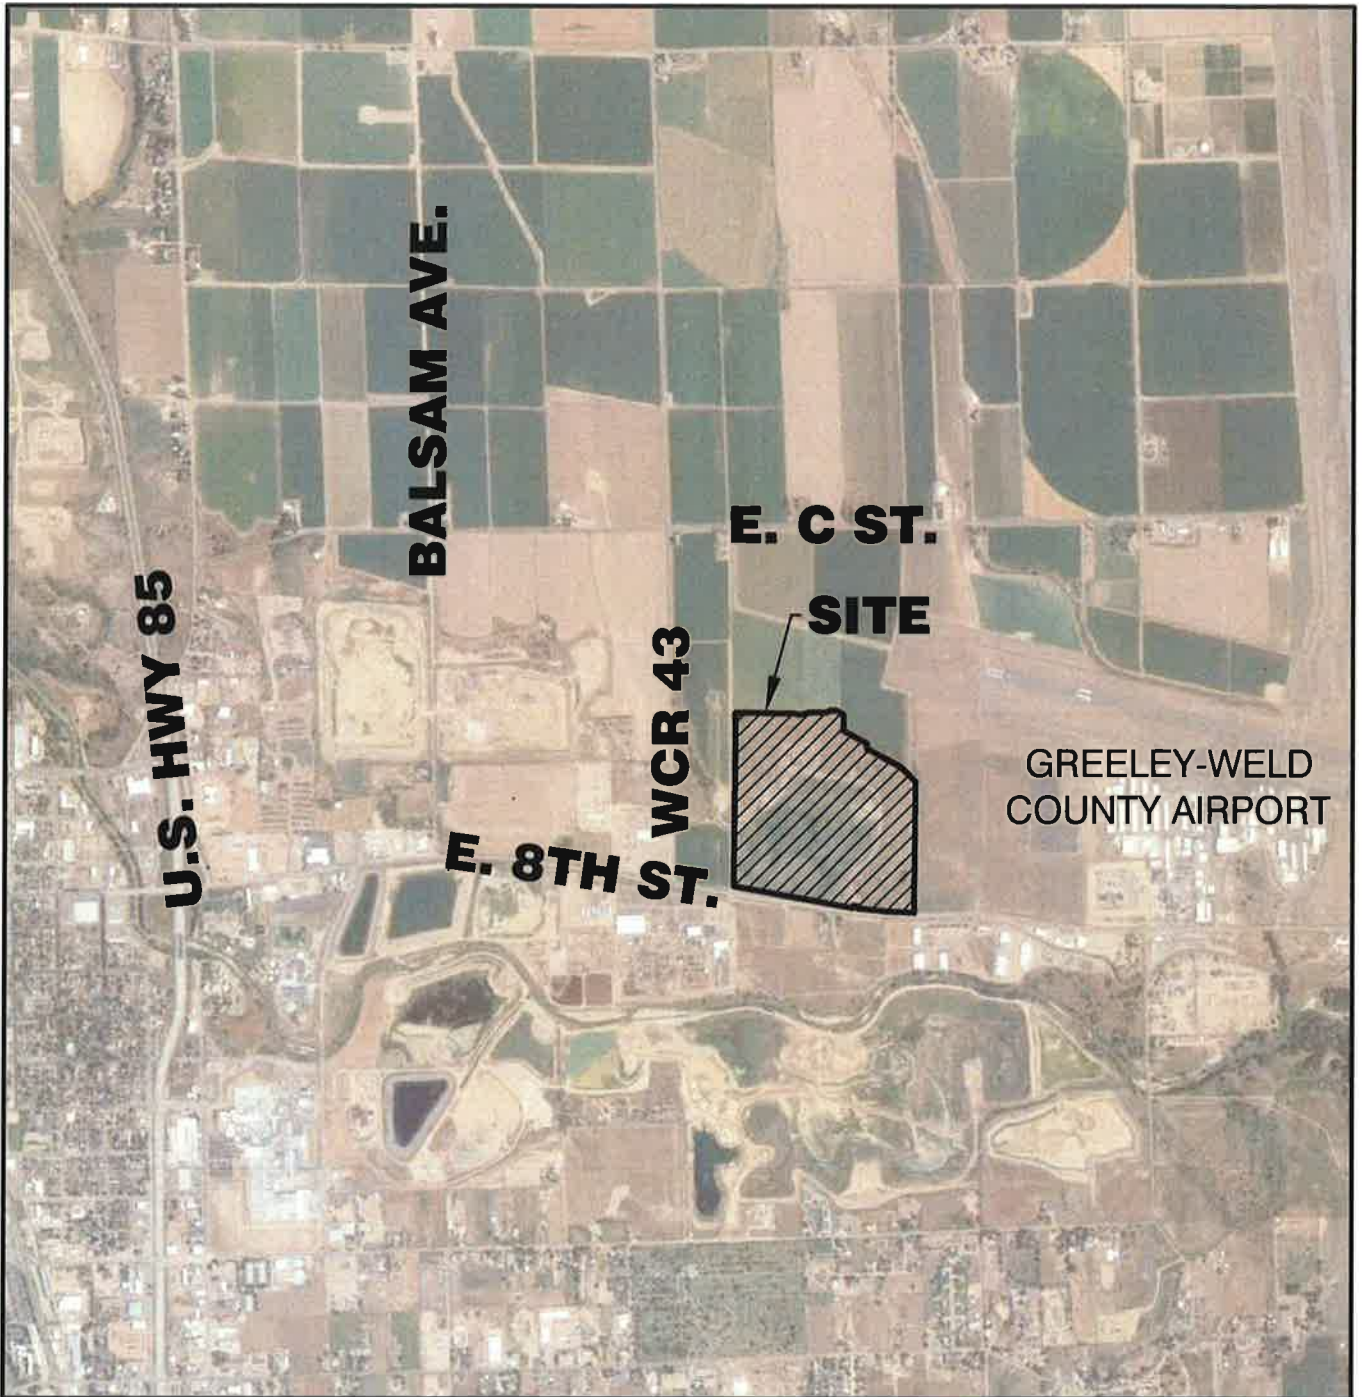 BALSAM AVE.
E. C ST.
SITE
U.S. HWY 85
WCR 43
GREELEY-WELD
COUNTY AIRPORT
E. 8TH ST.